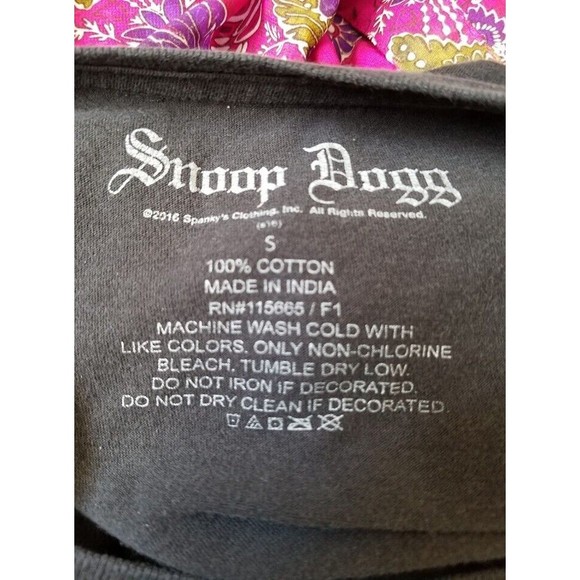 Snoop Dogg
©2016 Spanky's Clothing, Inc. All Rights Reserved.
(s16)
S
100% COTTON
MADE IN INDIA
RN#115665 / F1
MACHINE WASH COLD WITH
LIKE COLORS. ONLY NON-CHLORINE
BLEACH. TUMBLE DRY LOW.
DO NOT IRON IF DECORATED.
DO NOT DRY CLEAN IF DECORATED.